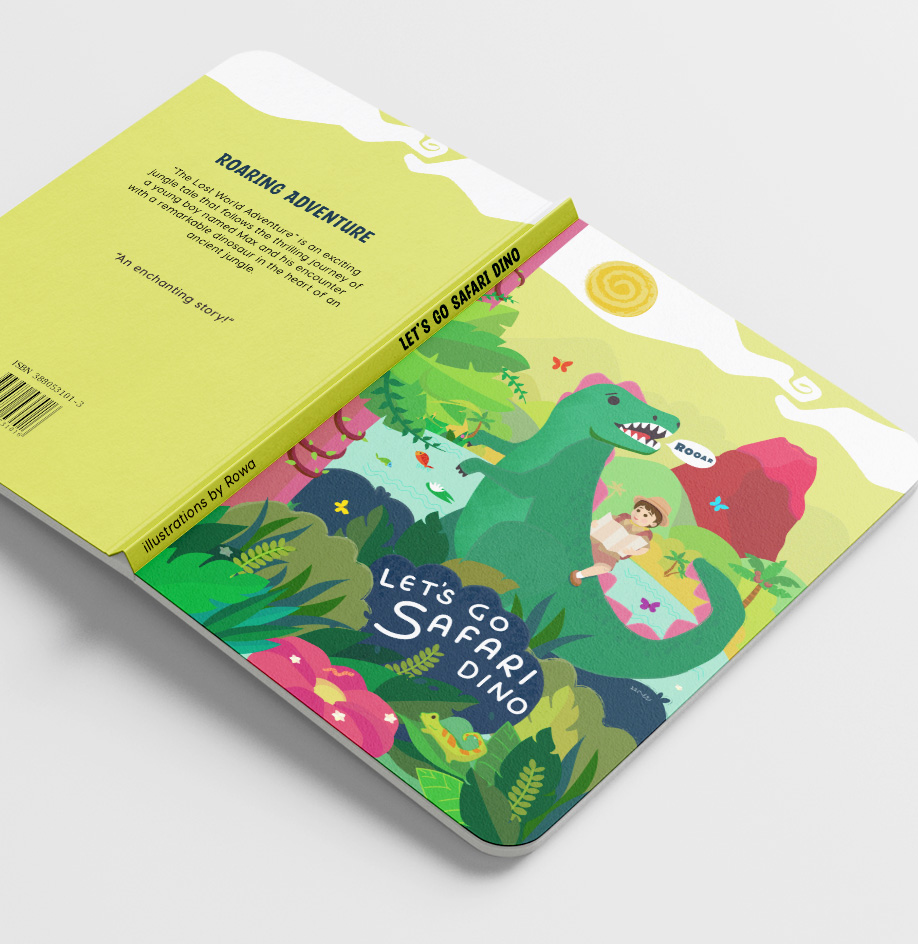 ROARING ADVENTURE
"The Lost World Adventure" is an exciting
jungle tale that follows the thrilling journey of
a young boy named Max and his encounter
with a remarkable dinosaur in the heart of an
ancient jungle.
"An enchanting story!"
ISBN 389053101-3
LET'S GO SAFARI DINO
illustrations by Rowa
ROOAR
LET'S GO
SAFARI
DINO